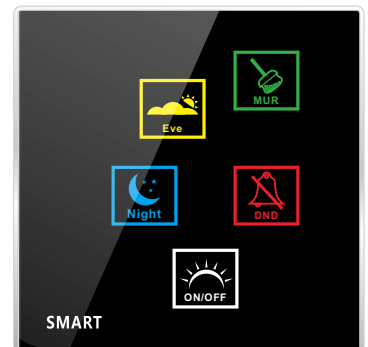 MUR
Eve
Night
DND
ON/OFF
SMART